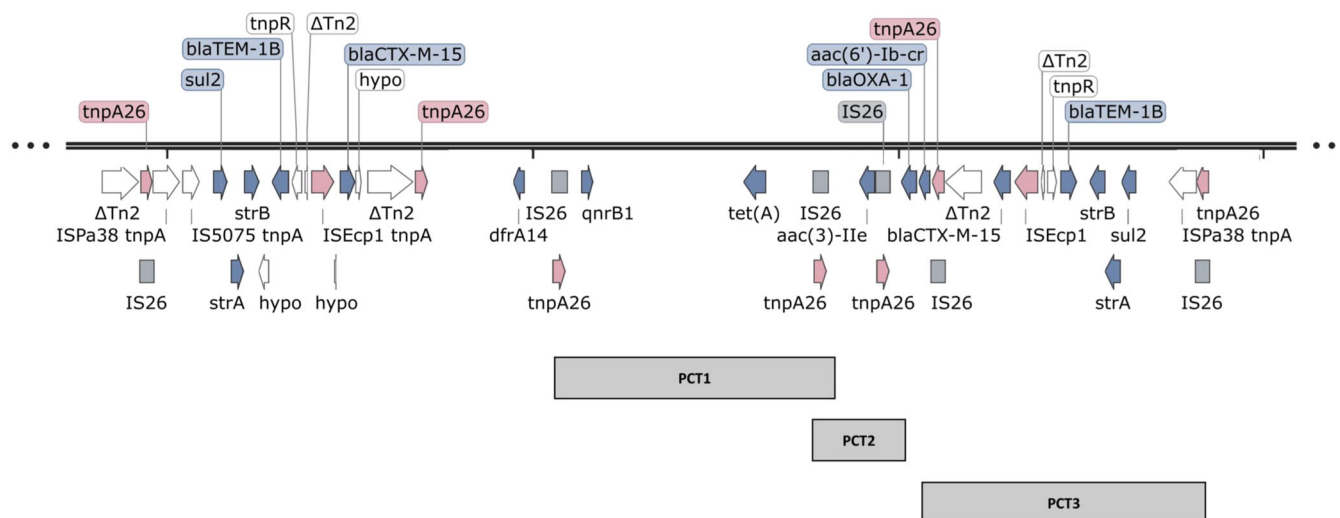 tnpR ΔTn2
tnpA26
blaTEM-1B blaCTX-M-15 aac(6')-Ib-cr ΔTn2
sul2 hypo blaOXA-1 tnpR
tnpA26 tnpA26 IS26 blaTEM-1B
ΔTn2 strB ΔTn2 IS26 qnrB1 tet(A) IS26 ΔTn2 strB tnpA26
ISPa38 tnpA IS5075 tnpA ISEcp1 tnpA dfrA14 aac(3)-IIe blaCTX-M-15 ISEcp1 sul2 ISPa38 tnpA
IS26 strA hypo hypo tnpA26 tnpA26 tnpA26 IS26 strA IS26
PCT1
PCT2
PCT3